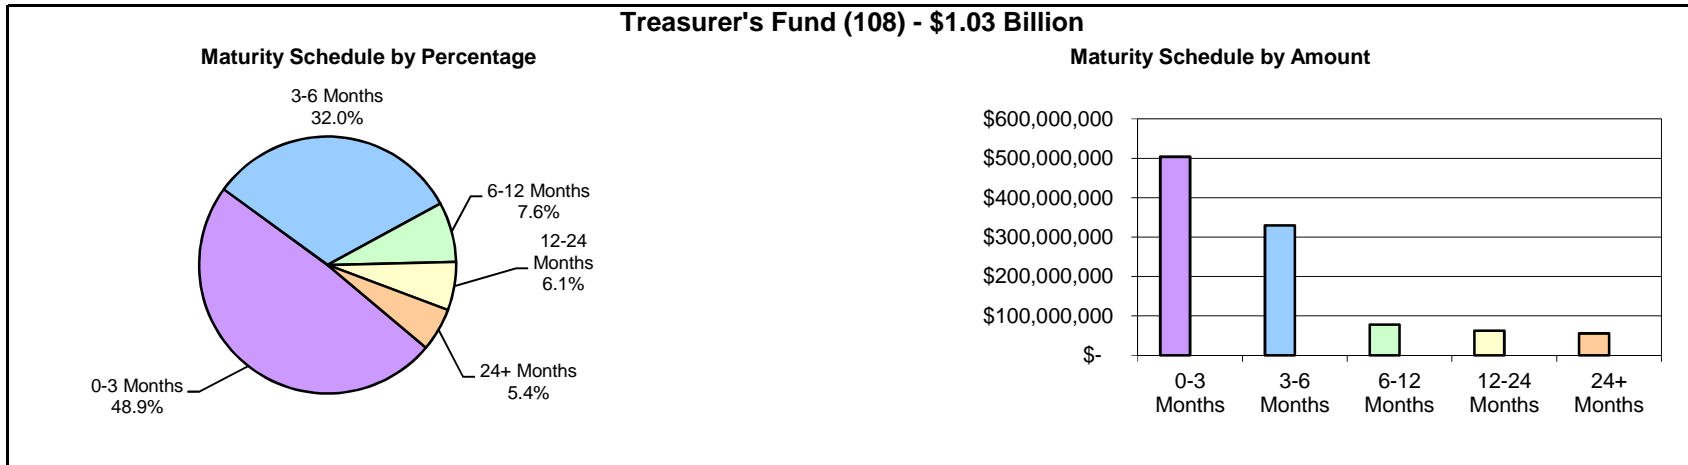 Treasurer's Fund (108) - $1.03 Billion
Maturity Schedule by Percentage
3-6 Months
32.0%
6-12 Months
7.6%
12-24
Months
6.1%
24+ Months
5.4%
0-3 Months
48.9%
Maturity Schedule by Amount
$600,000,000
$500,000,000
$400,000,000
$300,000,000
$200,000,000
$100,000,000
$-
0-3
Months
3-6
Months
6-12
Months
12-24
Months
24+
Months